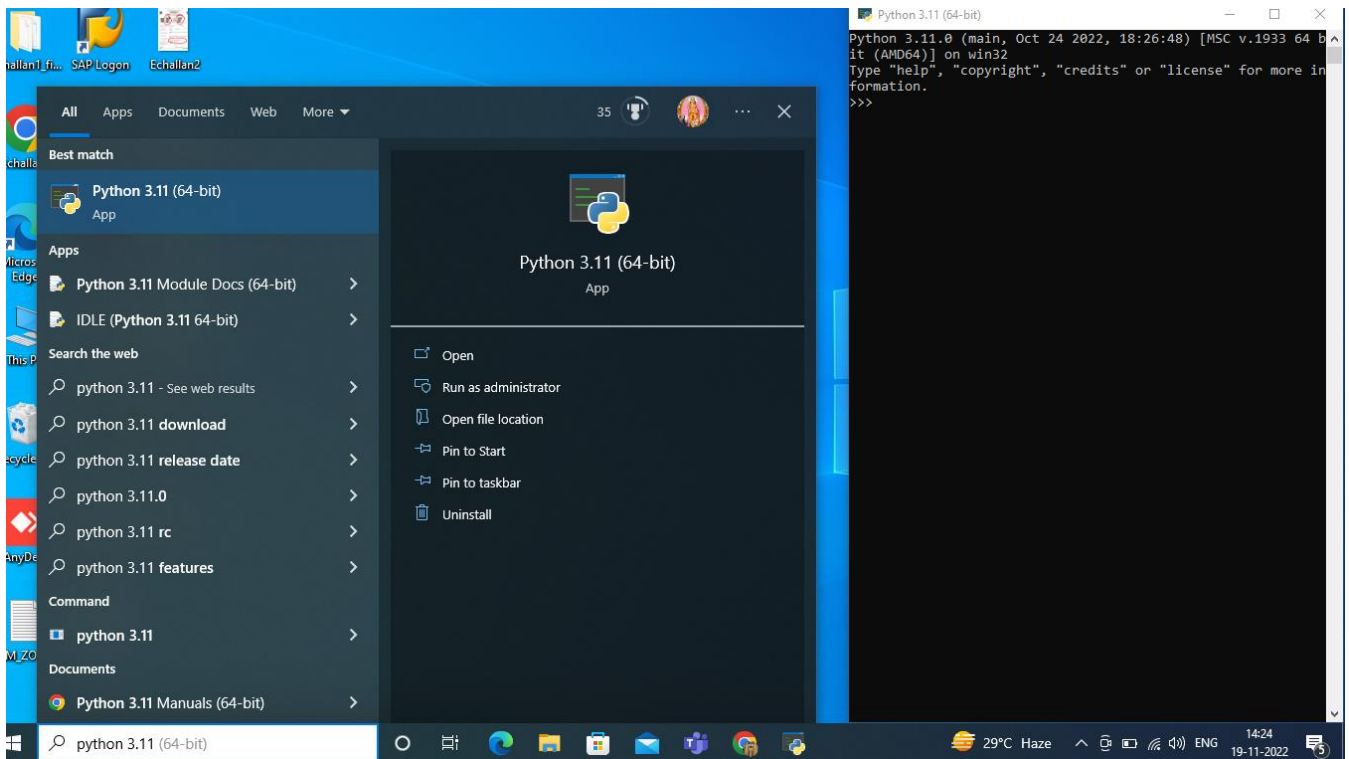 SAP Logon
Echallan2
All Apps Documents Web More
35
Best match
Python 3.11 (64-bit)
App
Apps
Python 3.11 Module Docs (64-bit)
IDLE (Python 3.11 64-bit)
Search the web
python 3.11 - See web results
python 3.11 download
python 3.11 release date
python 3.11.0
python 3.11 rc
python 3.11 features
Command
python 3.11
Documents
Python 3.11 Manuals (64-bit)
python 3.11 (64-bit)
Python 3.11 (64-bit)
App
Open
Run as administrator
Open file location
Pin to Start
Pin to taskbar
Uninstall
Edge
Python 3.11 (64-bit)
Python 3.11.0 (main, Oct 24 2022, 18:26:48) [MSC v.1933 64 b
it (AMD64)] on win32
Type "help", "copyright", "credits" or "license" for more in
formation.
>>>
29°C Haze
ENG
14:24
19-11-2022
5